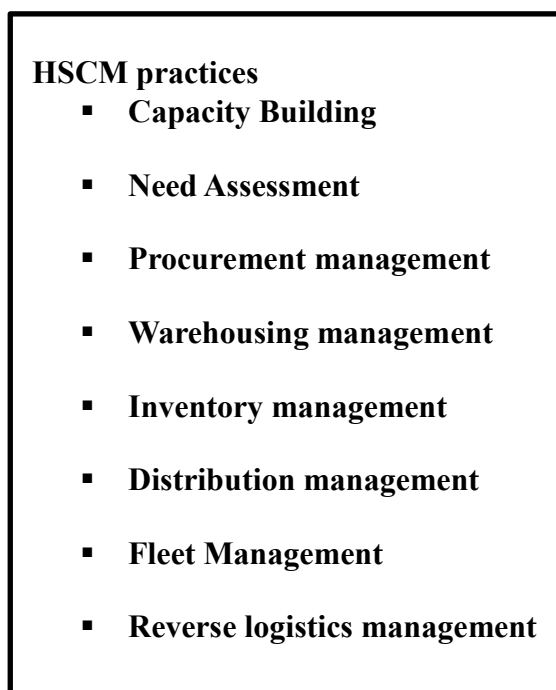 HSCM practices
▪ Capacity Building
▪ Need Assessment
▪ Procurement management
▪ Warehousing management
▪ Inventory management
▪ Distribution management
▪ Fleet Management
▪ Reverse logistics management